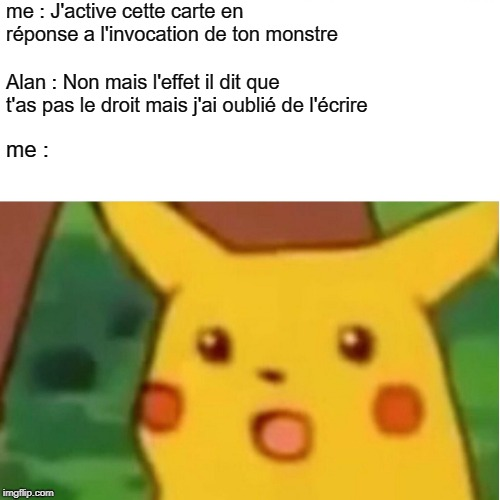 me : J'active cette carte en
réponse a l'invocation de ton monstre
Alan : Non mais l'effet il dit que
t'as pas le droit mais j'ai oublié de l'écrire
me :
imgflip.com